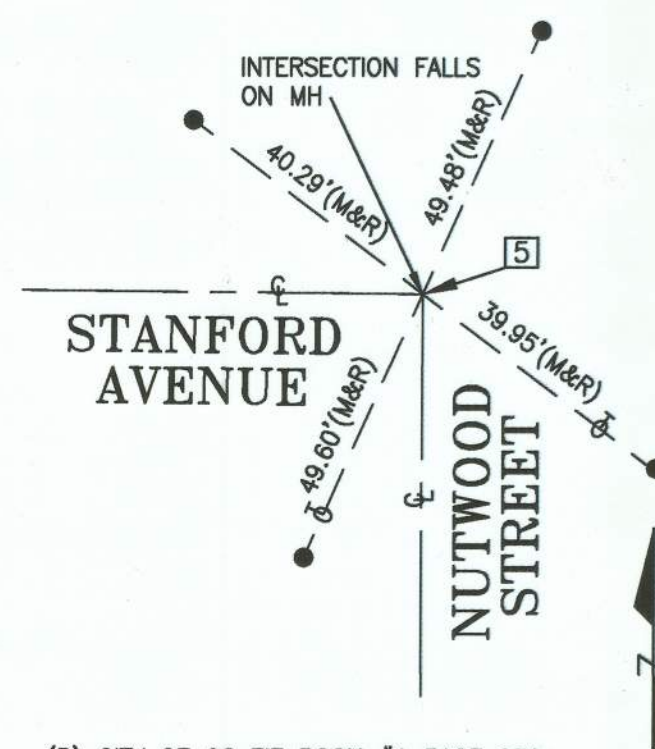 INTERSECTION FALLS
ON MH
40.29'(M&R)
49.48'(M&R)
5
℄
STANFORD
AVENUE
39.95'(M&R)
49.60'(M&R)
℄
NUTWOOD
STREET